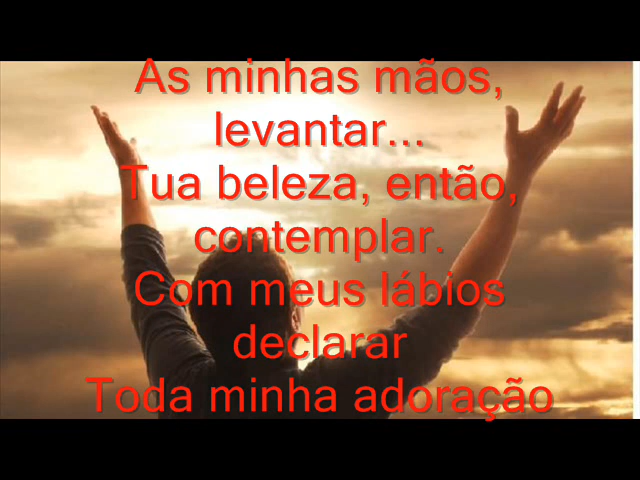 As minhas mãos,
levantar...
Tua beleza, então,
contemplar.
Com meus lábios
declarar
Toda minha adoração